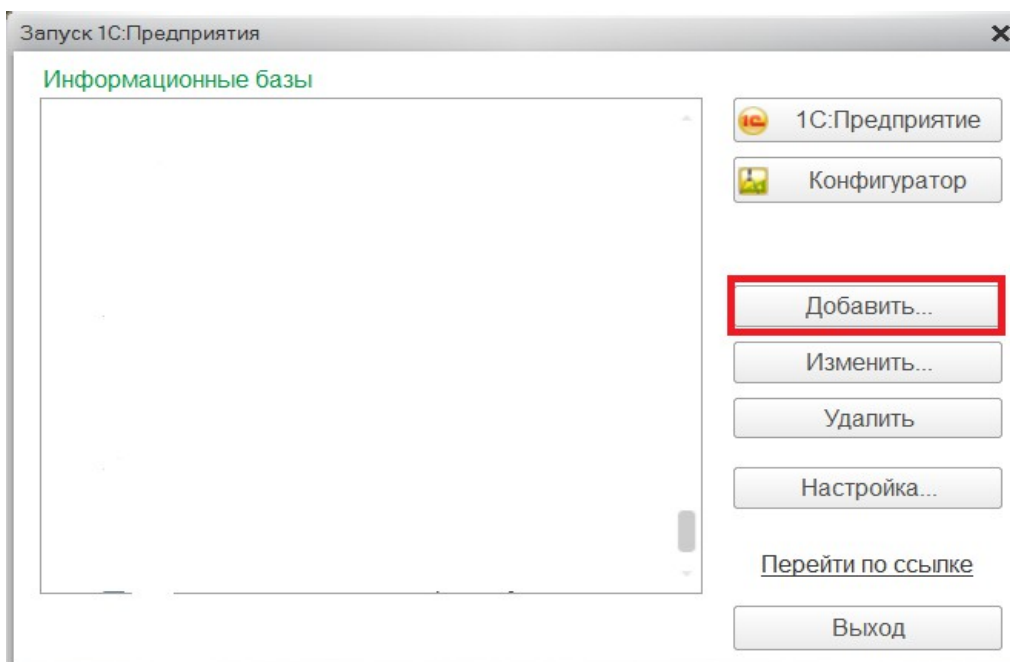 Запуск 1С:Предприятия
Информационные базы
1С:Предприятие
Конфигуратор
Добавить...
Изменить...
Удалить
Настройка...
Перейти по ссылке
Выход